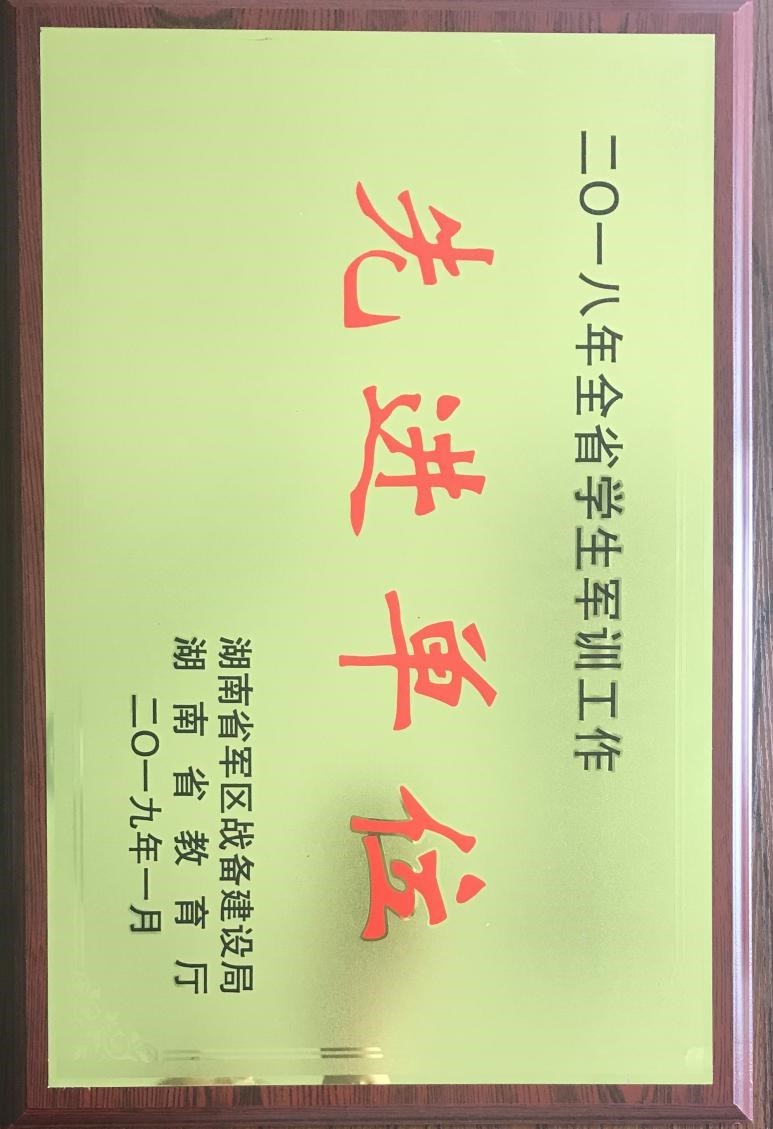 二〇一八年全省学生军训工作
先进单位
湖南省军区战备建设局
湖南省教育厅
二〇一九年一月